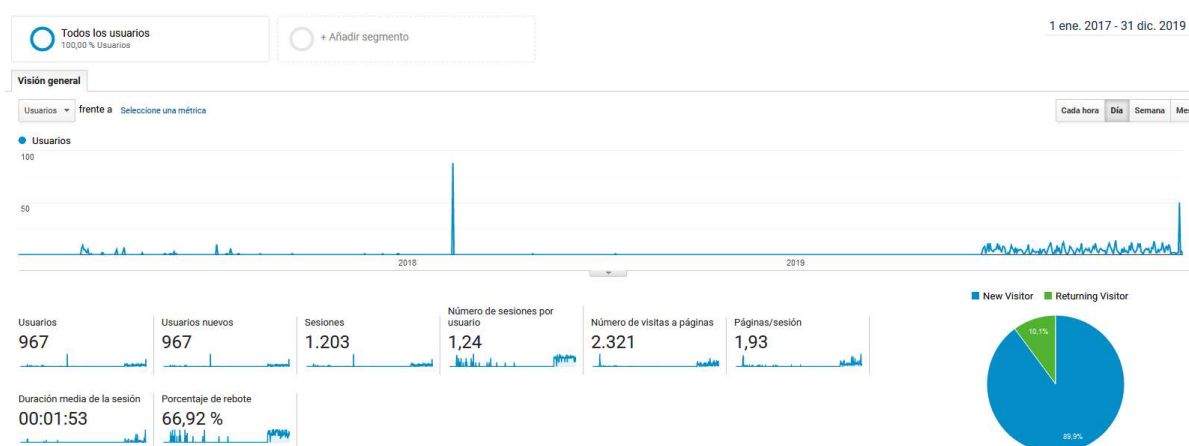 Todos los usuarios
100,00 % Usuarios
+ Añadir segmento
1 ene. 2017 - 31 dic. 2019
Visión general
Usuarios frente a Seleccione una métrica
Cada hora Día Semana Mes
Usuarios
100
50
2018 2019
New Visitor Returning Visitor
Usuarios
967
Usuarios nuevos
967
Sesiones
1.203
Número de sesiones por
usuario
1,24
Número de visitas a páginas
2.321
Páginas/sesión
1,93
Duración media de la sesión
00:01:53
Porcentaje de rebote
66,92 %
10,1%
89,9%